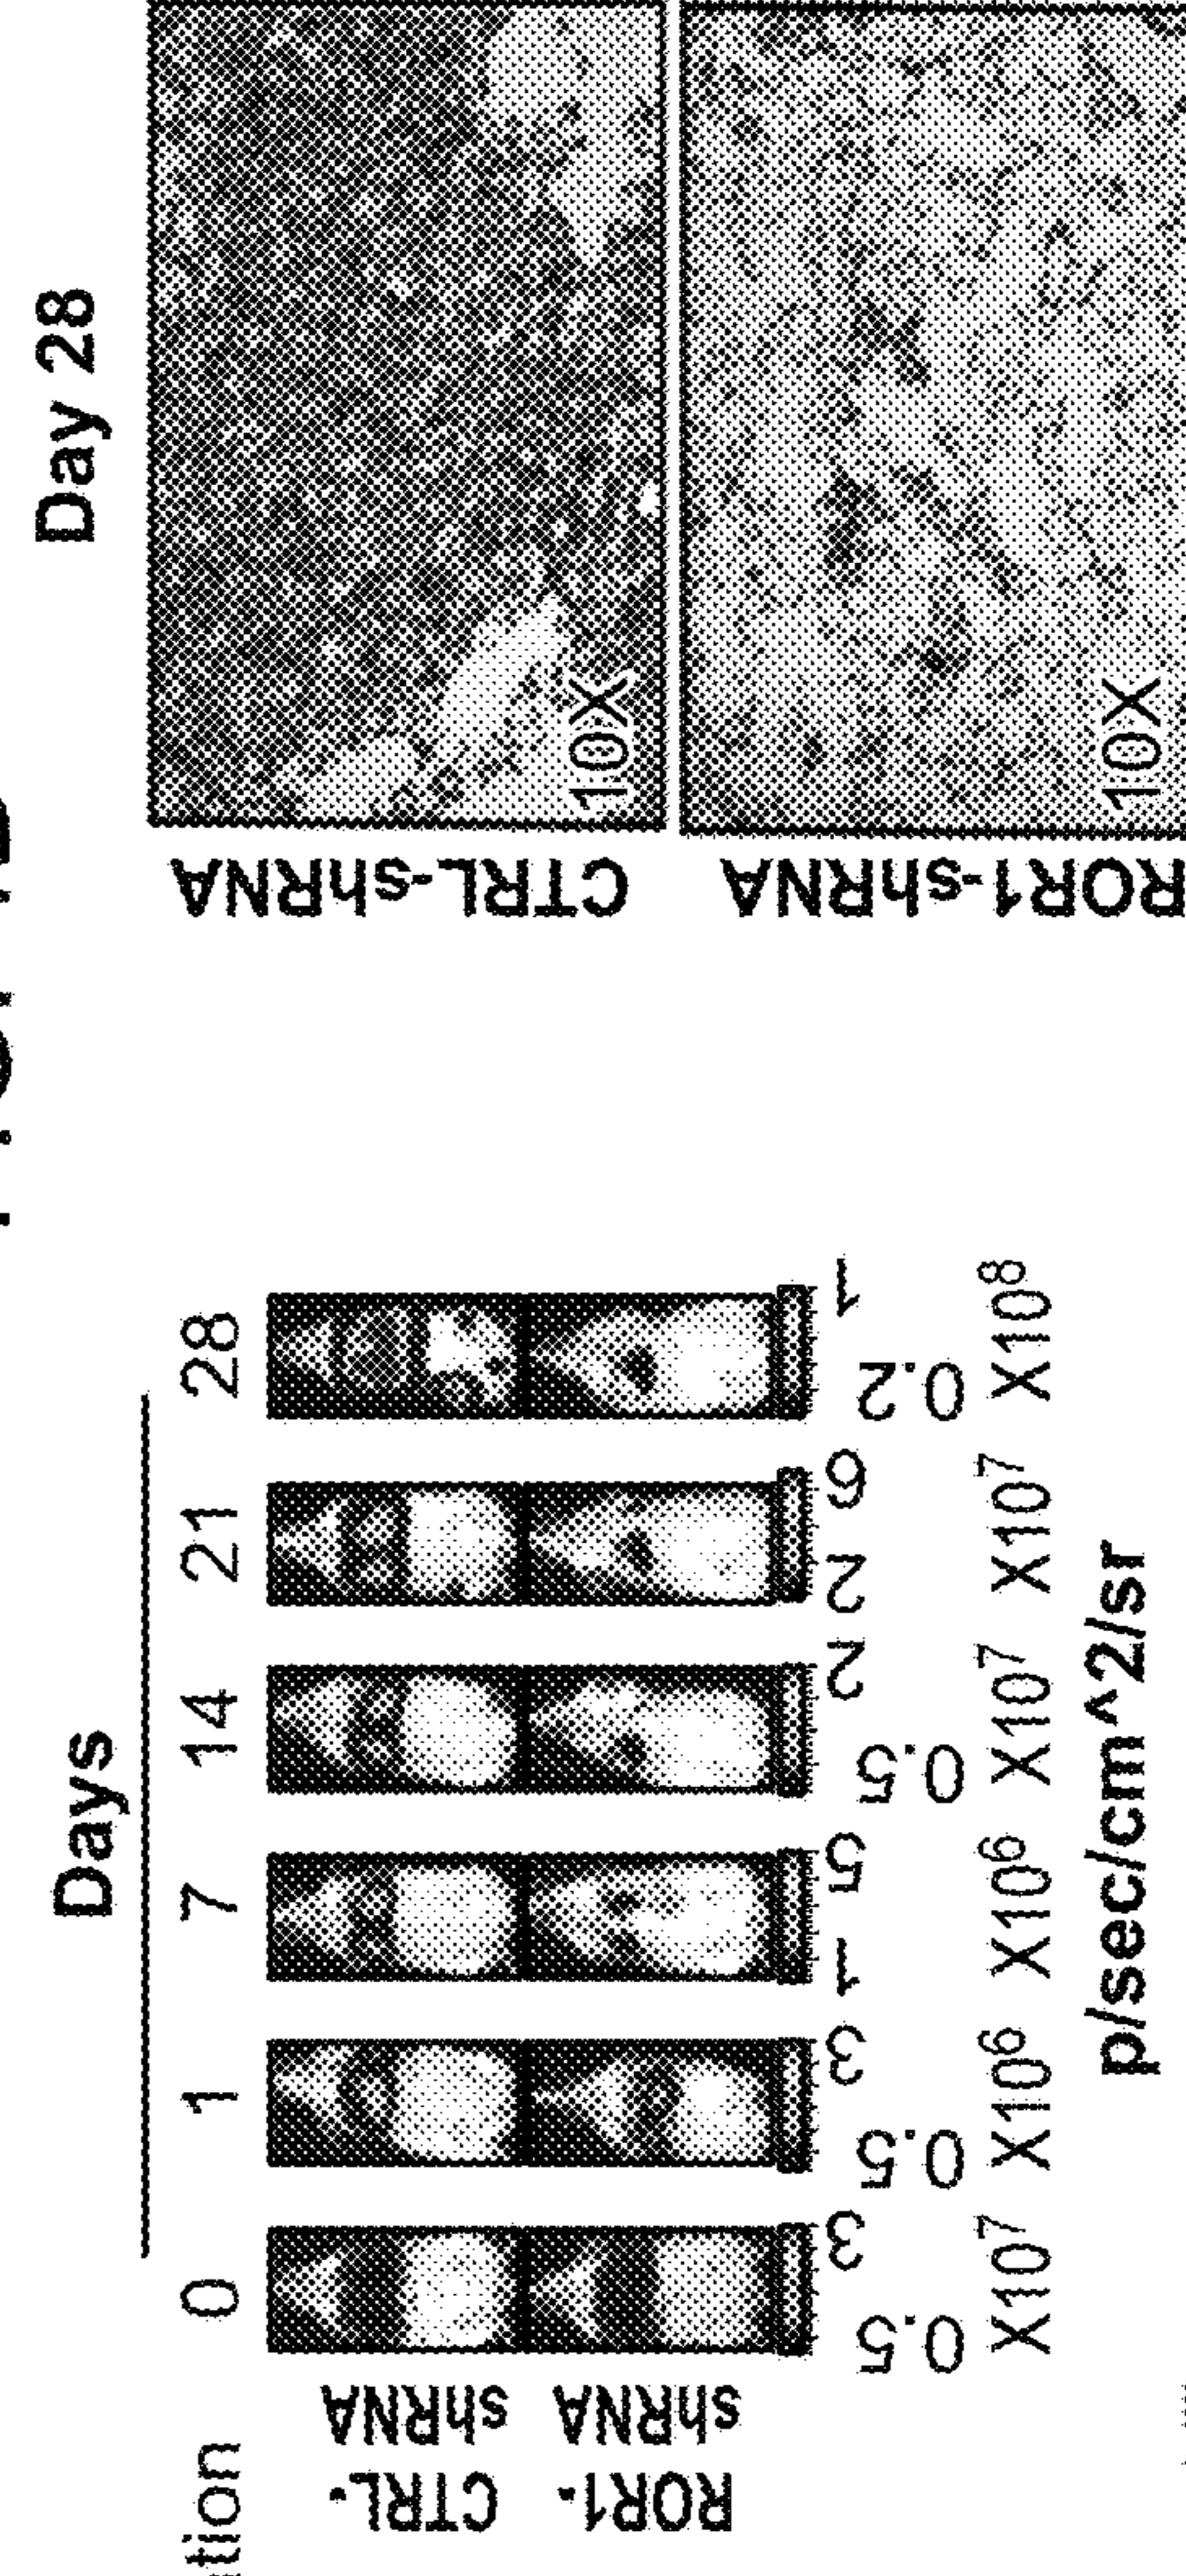 Days
0 1 7 14 21 28
CTRL-
shRNA
ROR1-
shRNA
0.5 3 0.5 3 1 5 0.5 2 2 6 0.2 1
X10⁷ X10⁶ X10⁶ X10⁷ X10⁷ X10⁸
p/sec/cm^2/sr
Day 28
CTRL-shRNA
10X
ROR1-shRNA
10X